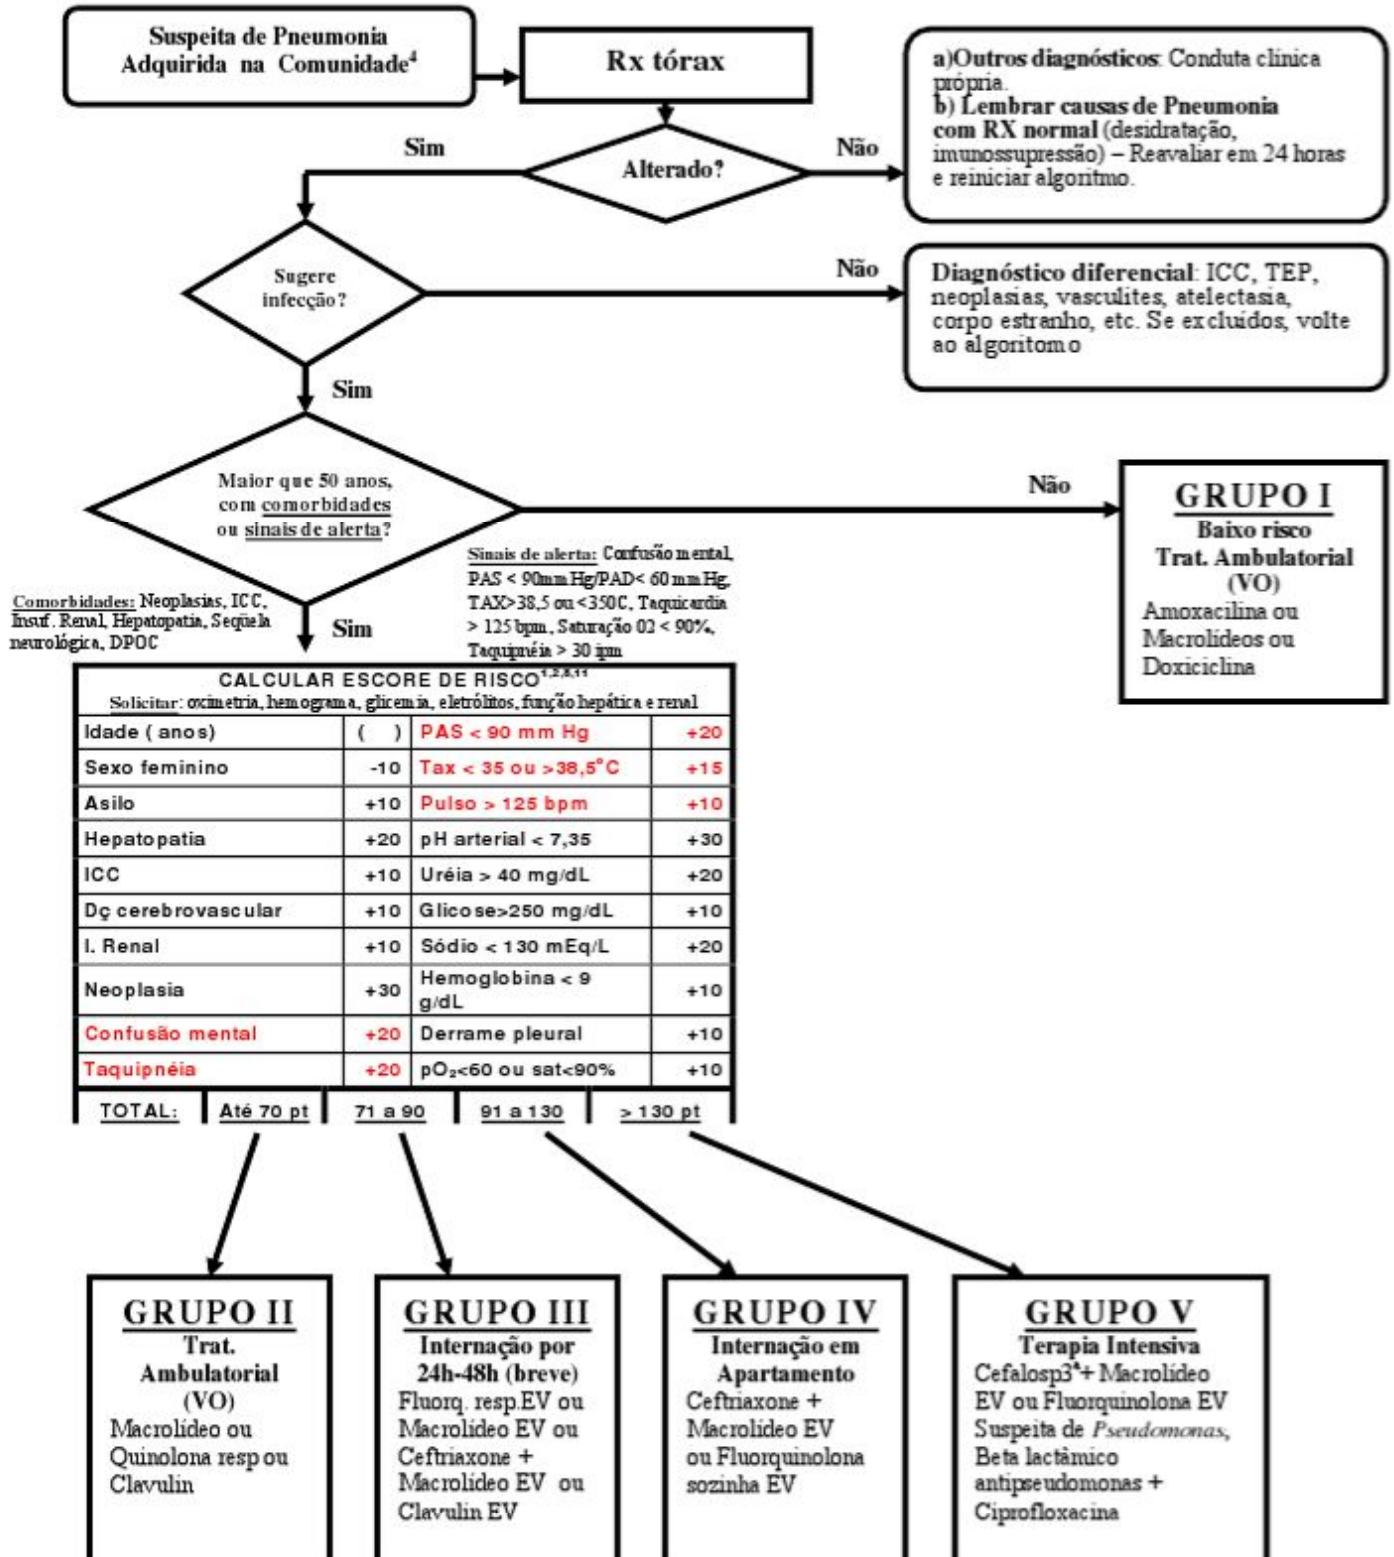 Suspeita de Pneumonia
Adquirida na Comunidade⁴
Rx tórax
a)Outros diagnósticos: Conduta clínica
própria.
b) Lembrar causas de Pneumonia
com RX normal (desidratação,
imunossupressão) – Reavaliar em 24 horas
e reiniciar algoritmo.
Sim
Alterado?
Não
Sugere
infecção?
Não
Diagnóstico diferencial: ICC, TEP,
neoplasias, vasculites, atelectasia,
corpo estranho, etc. Se excluidos, volte
ao algoritomo
Sim
Maior que 50 anos,
com comorbidades
ou sinais de alerta?
Não
GRUPO I
Baixo risco
Trat. Ambulatorial
(VO)
Amoxacilina ou
Macrolídeos ou
Doxiciclina
Comorbidades: Neoplasias, ICC,
Insuf. Renal, Hepatopatia, Seqüela
neurológica, DPOC
Sim
Sinais de alerta: Confusão mental,
PAS < 90mm Hg/PAD< 60 mm Hg,
TAX>38,5 ou <350C, Taquicardia
> 125 bpm, Saturação 02 < 90%,
Taquipnéia > 30 ipm
CALCULAR ESCORE DE RISCO¹,²,⁸,¹¹
Solicitar: oximetria, hemograma, glicemia, eletrólitos, função hepática e renal
Idade ( anos) ( ) PAS < 90 mm Hg +20
Sexo feminino -10 Tax < 35 ou >38,5°C +15
Asilo +10 Pulso > 125 bpm +10
Hepatopatia +20 pH arterial < 7,35 +30
ICC +10 Uréia > 40 mg/dL +20
Dç cerebrovascular +10 Glicose>250 mg/dL +10
I. Renal +10 Sódio < 130 mEq/L +20
Neoplasia +30 Hemoglobina < 9
g/dL +10
Confusão mental +20 Derrame pleural +10
Taquipnéia +20 pO₂<60 ou sat<90% +10
TOTAL: Até 70 pt 71 a 90 91 a 130 > 130 pt
GRUPO II
Trat.
Ambulatorial
(VO)
Macrolídeo ou
Quinolona resp ou
Clavulin
GRUPO III
Internação por
24h-48h (breve)
Fluorq. resp.EV ou
Macrolídeo EV ou
Ceftriaxone +
Macrolídeo EV ou
Clavulin EV
GRUPO IV
Internação em
Apartamento
Ceftriaxone +
Macrolídeo EV
ou Fluorquinolona
sozinha EV
GRUPO V
Terapia Intensiva
Cefalosp3ª+ Macrolídeo
EV ou Fluorquinolona EV
Suspeita de Pseudomonas,
Beta lactâmico
antipseudomonas +
Ciprofloxacina